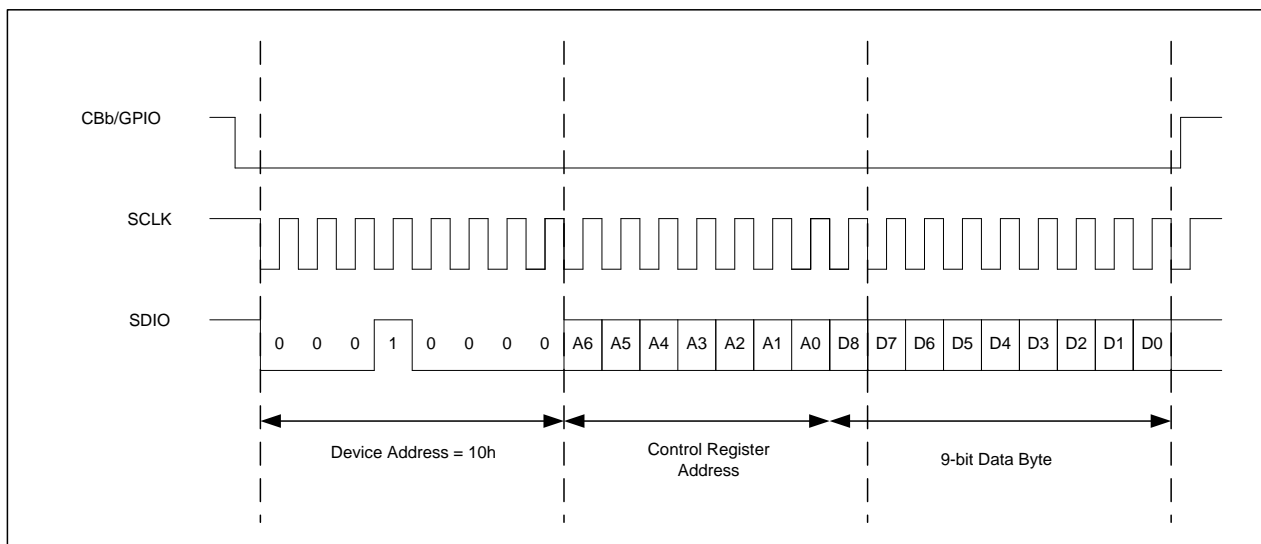 CBb/GPIO
SCLK
SDIO
0 0 0 1 0 0 0 0 A6 A5 A4 A3 A2 A1 A0 D8 D7 D6 D5 D4 D3 D2 D1 D0
Device Address = 10h
Control Register
Address
9-bit Data Byte